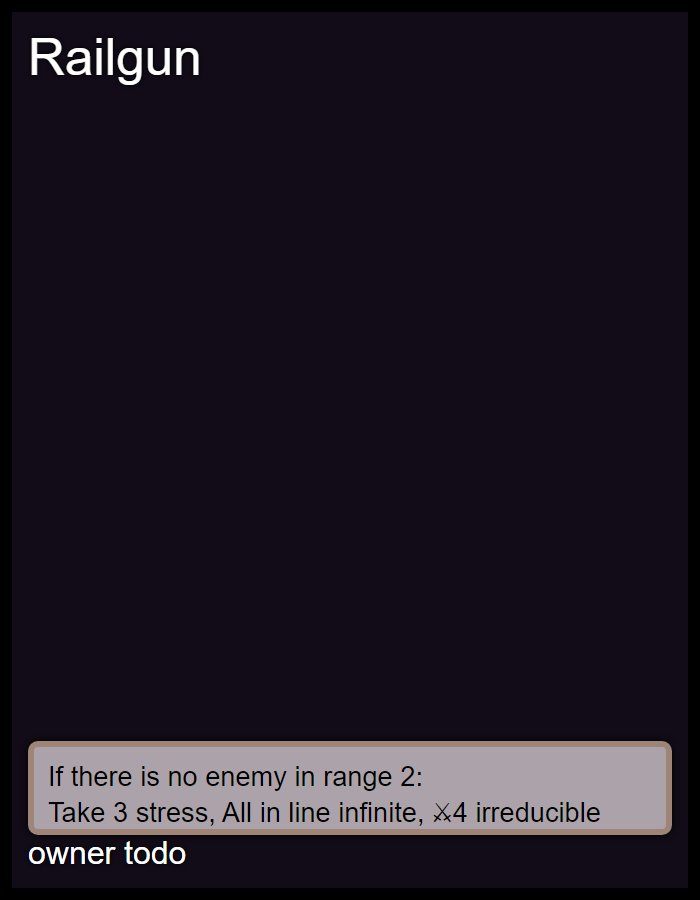 Railgun
If there is no enemy in range 2:
Take 3 stress, All in line infinite, ⚔4 irreducible
owner todo